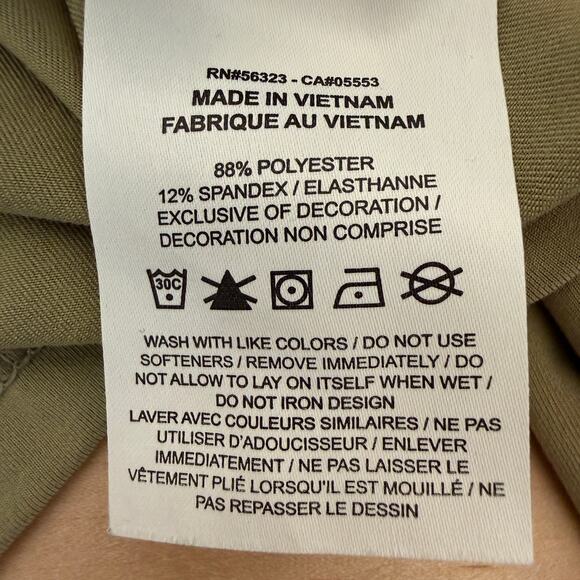 RN#56323 - CA#05553
MADE IN VIETNAM
FABRIQUE AU VIETNAM
88% POLYESTER
12% SPANDEX / ELASTHANNE
EXCLUSIVE OF DECORATION /
DECORATION NON COMPRISE
30C
WASH WITH LIKE COLORS / DO NOT USE
SOFTENERS / REMOVE IMMEDIATELY / DO
NOT ALLOW TO LAY ON ITSELF WHEN WET /
DO NOT IRON DESIGN
LAVER AVEC COULEURS SIMILAIRES / NE PAS
UTILISER D'ADOUCISSEUR / ENLEVER
IMMEDIATEMENT / NE PAS LAISSER LE
VÊTEMENT PLIÉ LORSQU'IL EST MOUILLÉ / NE
PAS REPASSER LE DESSIN